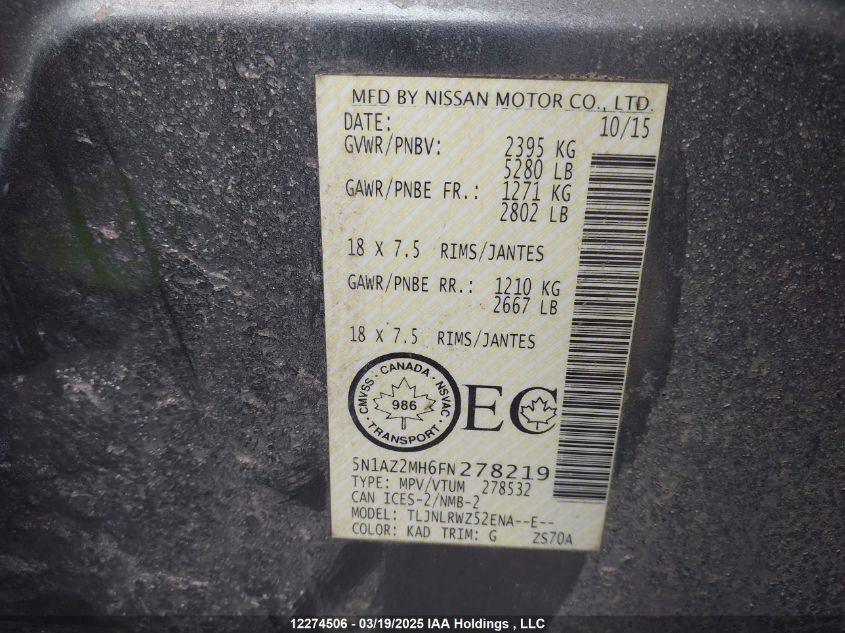 MFD BY NISSAN MOTOR CO., LTD.
DATE: 10/15
GVWR/PNBV: 2395 KG
5280 LB
GAWR/PNBE FR.: 1271 KG
2802 LB
18 X 7.5 RIMS/JANTES
GAWR/PNBE RR.: 1210 KG
2667 LB
18 X 7.5 RIMS/JANTES
CMVSS · CANADA · NSVAC
986
· TRANSPORT ·
EC
5N1AZ2MH6FN278219
TYPE: MPV/VTUM 278532
CAN ICES-2/NMB-2
MODEL: TLJNLRWZ52ENA--E--
COLOR: KAD TRIM: G ZS70A
12274506 - 03/19/2025 IAA Holdings , LLC